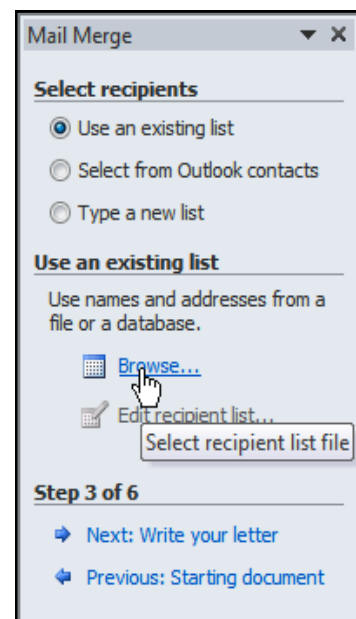 Mail Merge
Select recipients
Use an existing list
Select from Outlook contacts
Type a new list
Use an existing list
Use names and addresses from a
file or a database.
Browse...
Edit recipient list...
Select recipient list file
Step 3 of 6
Next: Write your letter
Previous: Starting document